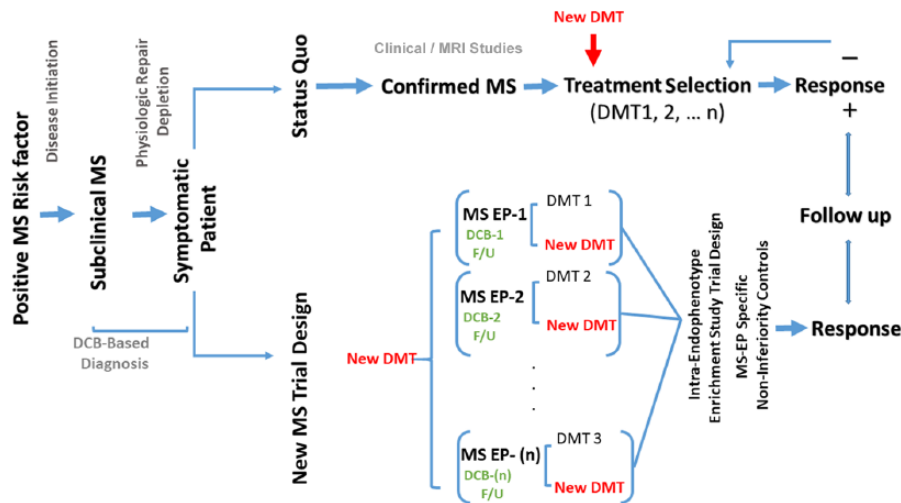 Positive MS Risk factor
Disease Initiation
Subclinical MS
Physiologic Repair
Depletion
Symptomatic
Patient
DCB-Based
Diagnosis
Status Quo
Clinical / MRI Studies
Confirmed MS
New DMT
Treatment Selection
(DMT1, 2, ... n)
Response
−
+
Follow up
New MS Trial Design
New DMT
MS EP-1
DCB-1
F/U
DMT 1
New DMT
MS EP-2
DCB-2
F/U
DMT 2
New DMT
.
.
.
MS EP- (n)
DCB-(n)
F/U
DMT 3
New DMT
Intra-Endophenotype
Enrichment Study Trial Design
MS-EP Specific
Non-Inferiority Controls
Response